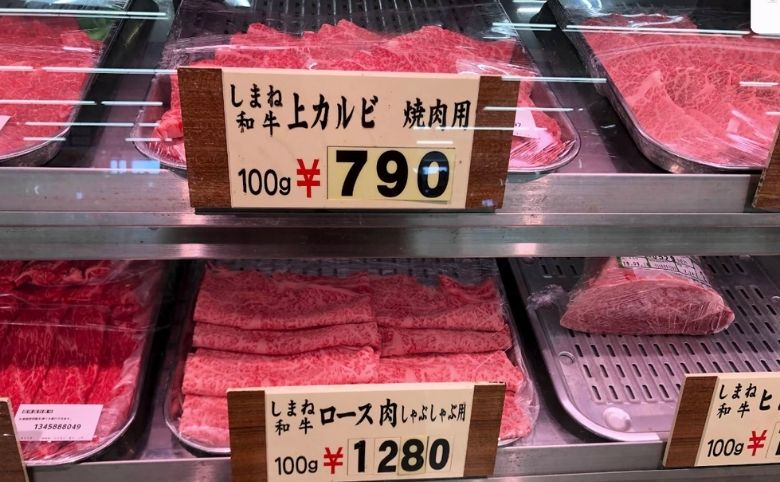 しまね和牛 上カルビ 焼肉用
100g ¥790
しまね和牛 ロース肉 しゃぶしゃぶ用
100g ¥1280
しまね和牛 ヒ
100g ¥
1345888049